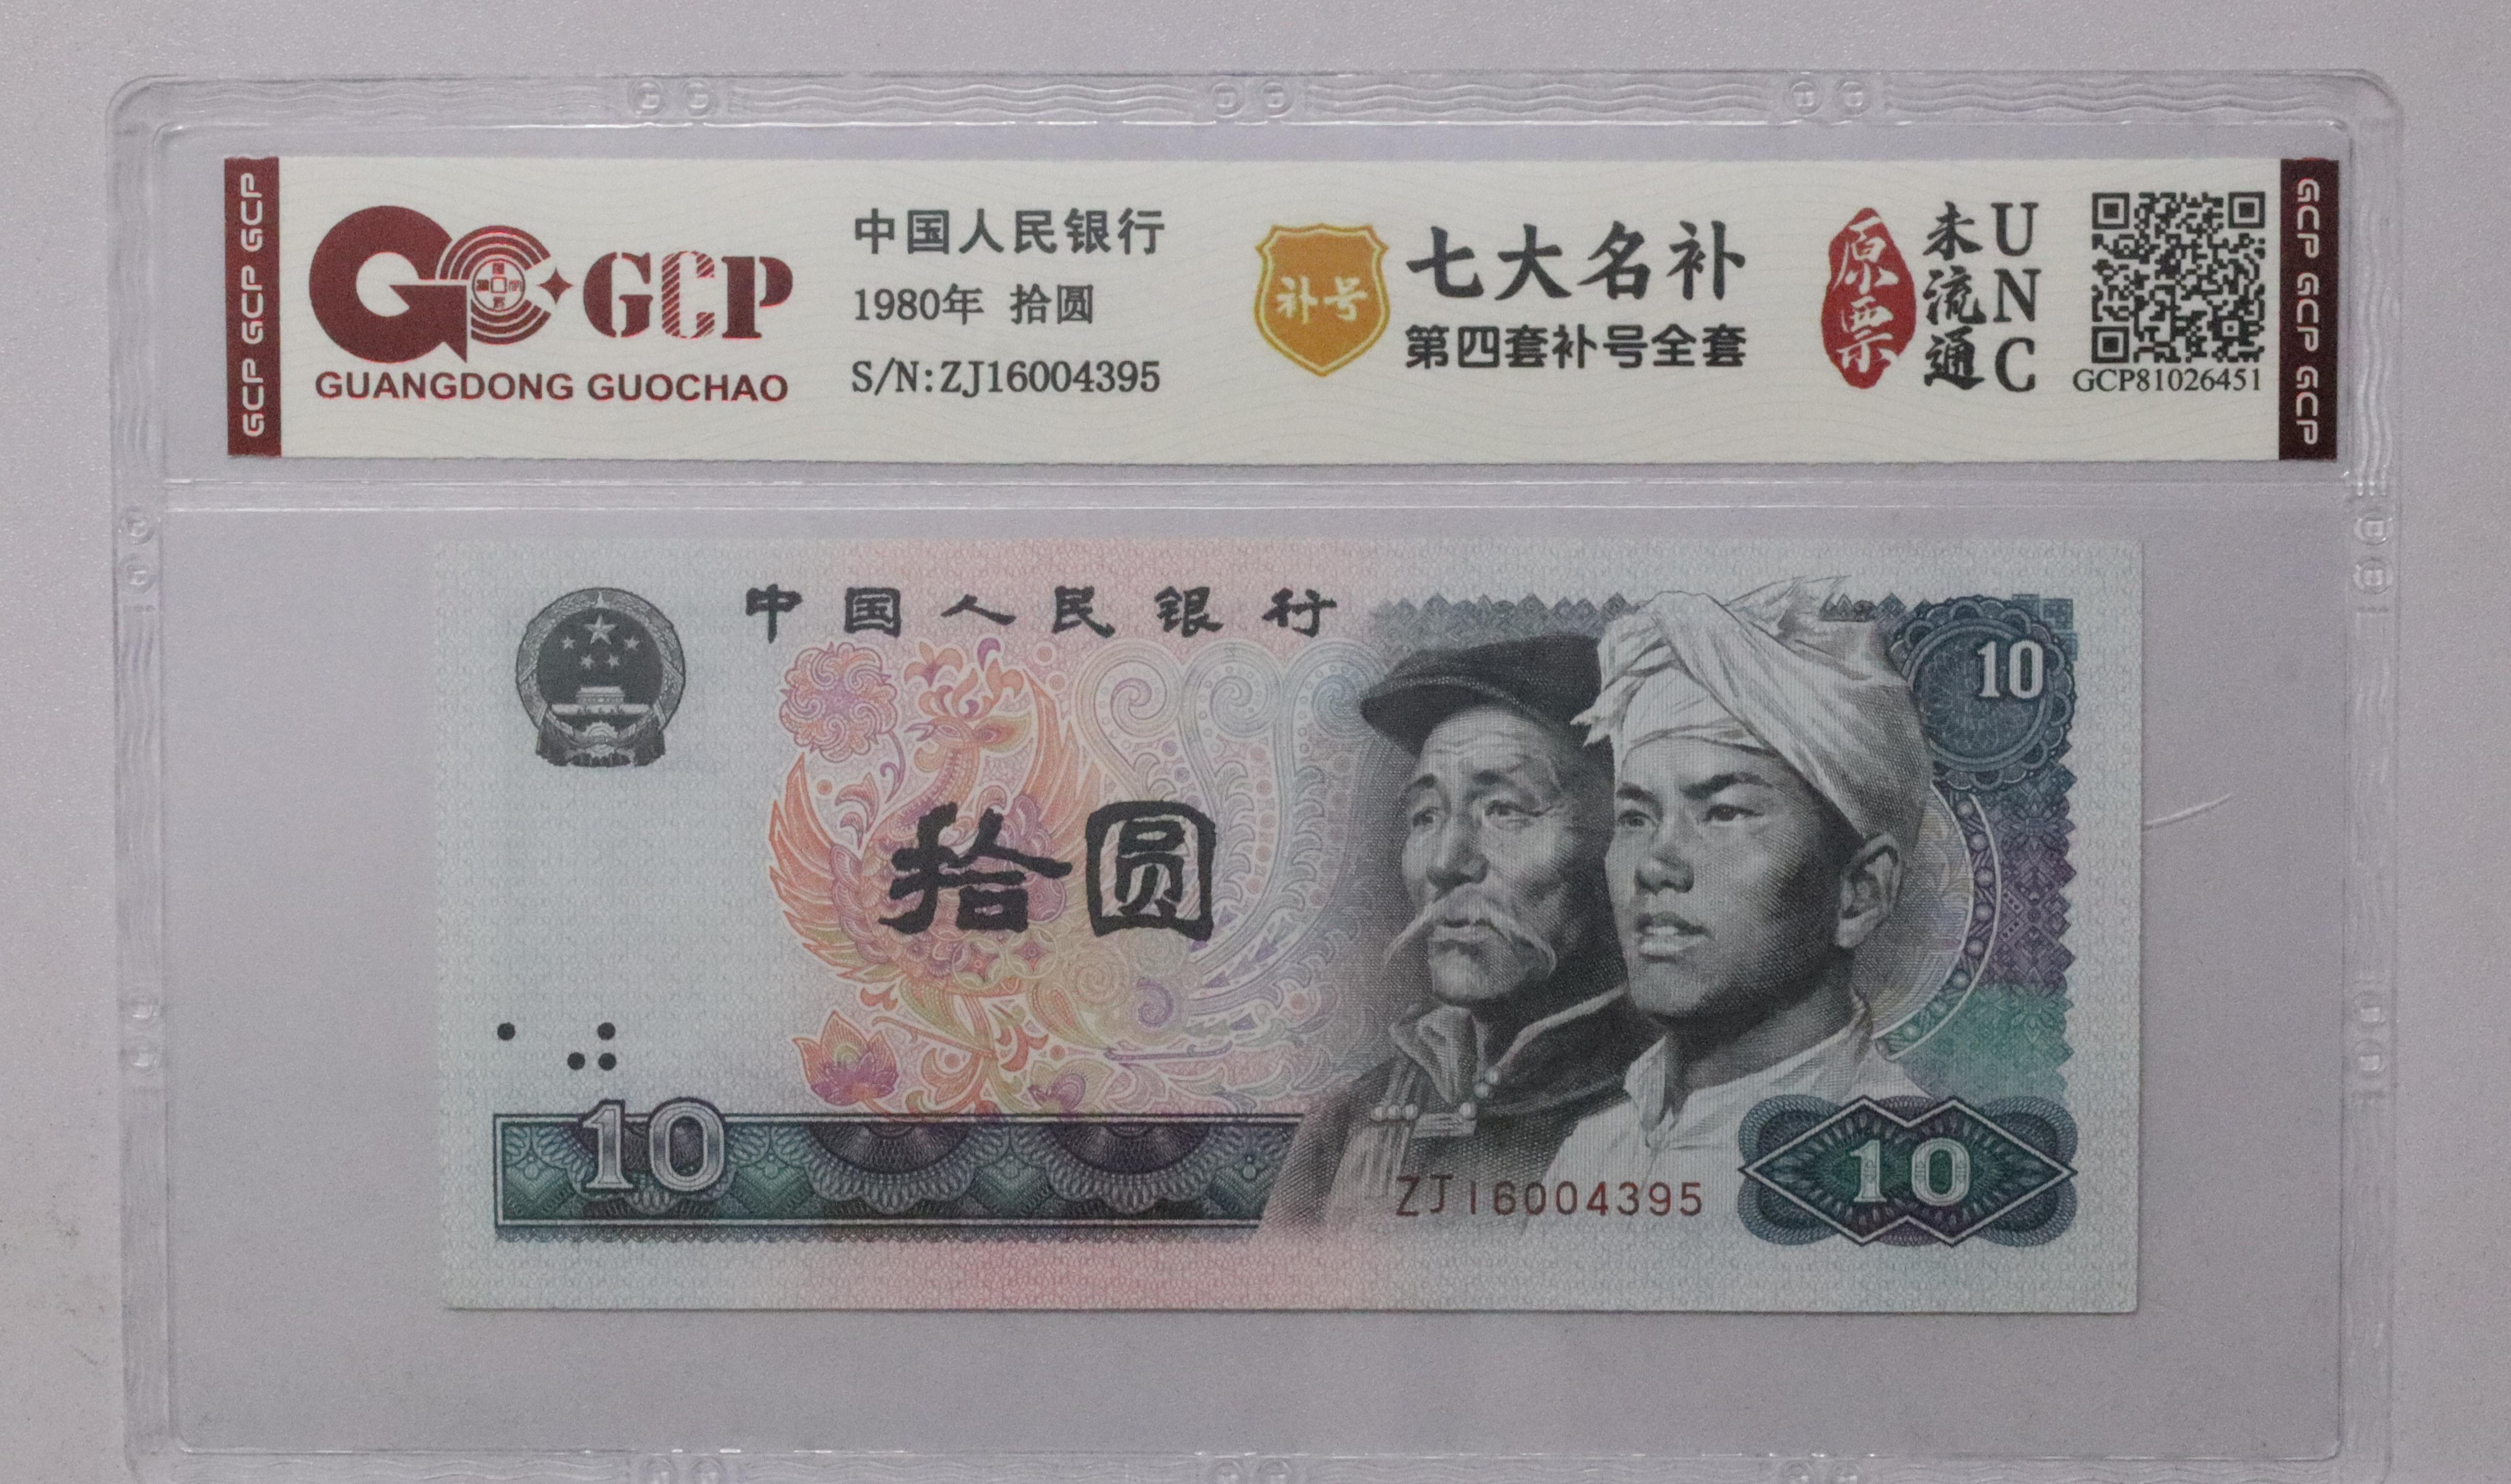 GCP GCP GCP
GCP
GUANGDONG GUOCHAO
中国人民银行
1980年 拾圆
S/N:ZJ16004395
补号
七大名补
第四套补号全套
原票
未流通
UNC
GCP81026451
GCP GCP GCP
中国人民银行
10
拾圆
10
ZJ16004395
10